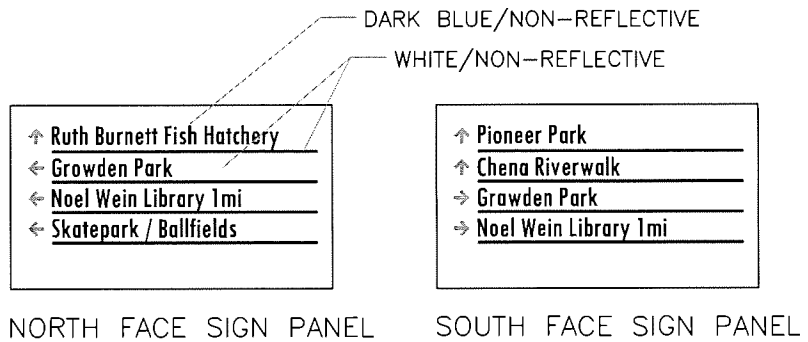 DARK BLUE/NON-REFLECTIVE
WHITE/NON-REFLECTIVE
↑ Ruth Burnett Fish Hatchery
← Growden Park
← Noel Wein Library 1mi
← Skatepark / Ballfields
NORTH FACE SIGN PANEL
↑ Pioneer Park
↑ Chena Riverwalk
→ Grawden Park
→ Noel Wein Library 1mi
SOUTH FACE SIGN PANEL